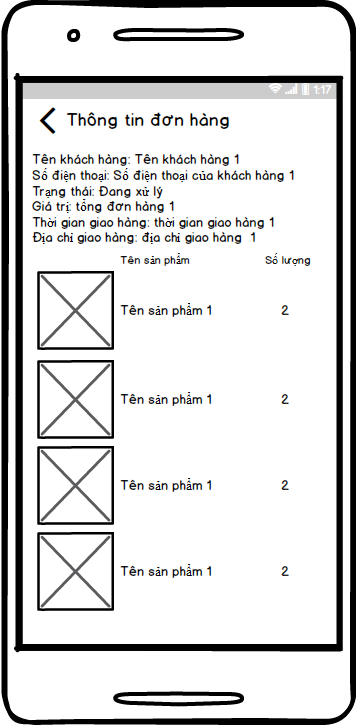 1:17
Thông tin đơn hàng
Tên khách hàng: Tên khách hàng 1
Số điện thoại: Số điện thoại của khách hàng 1
Trạng thái: Đang xử lý
Giá trị: tổng đơn hàng 1
Thời gian giao hàng: thời gian giao hàng 1
Địa chỉ giao hàng: địa chỉ giao hàng 1
Tên sản phẩm Số lượng
Tên sản phẩm 1 2
Tên sản phẩm 1 2
Tên sản phẩm 1 2
Tên sản phẩm 1 2